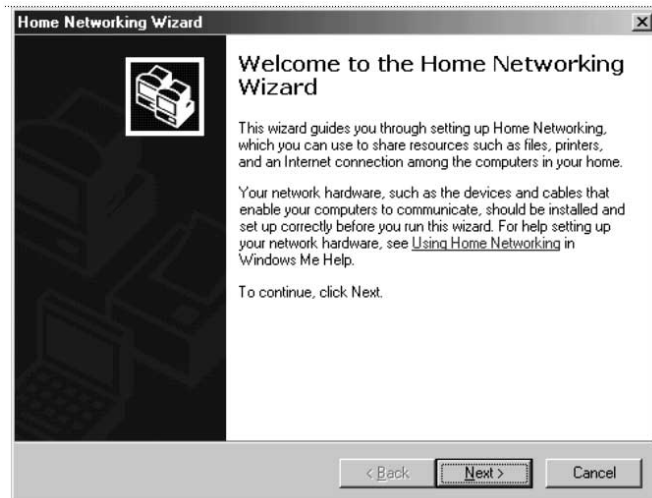 Home Networking Wizard
Welcome to the Home Networking
Wizard
This wizard guides you through setting up Home Networking,
which you can use to share resources such as files, printers,
and an Internet connection among the computers in your home.
Your network hardware, such as the devices and cables that
enable your computers to communicate, should be installed and
set up correctly before you run this wizard. For help setting up
your network hardware, see Using Home Networking in
Windows Me Help.
To continue, click Next.
< Back Next > Cancel